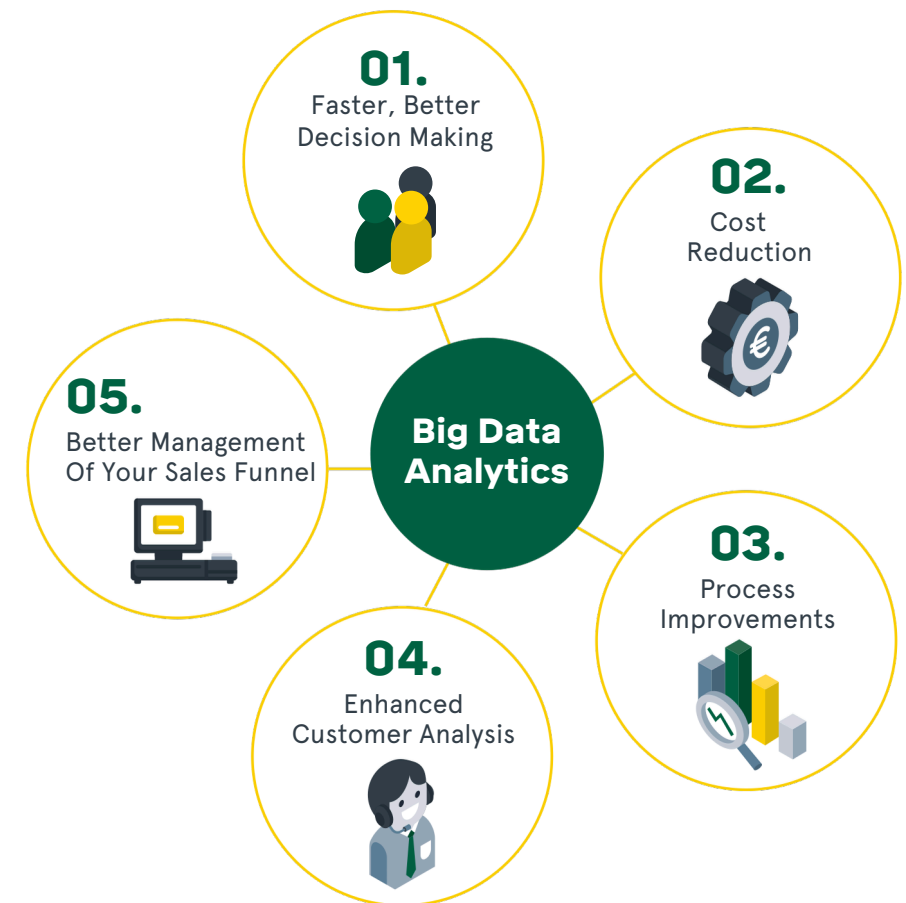 01.
Faster, Better
Decision Making
02.
Cost
Reduction
€
Big Data
Analytics
05.
Better Management
Of Your Sales Funnel
03.
Process
Improvements
04.
Enhanced
Customer Analysis